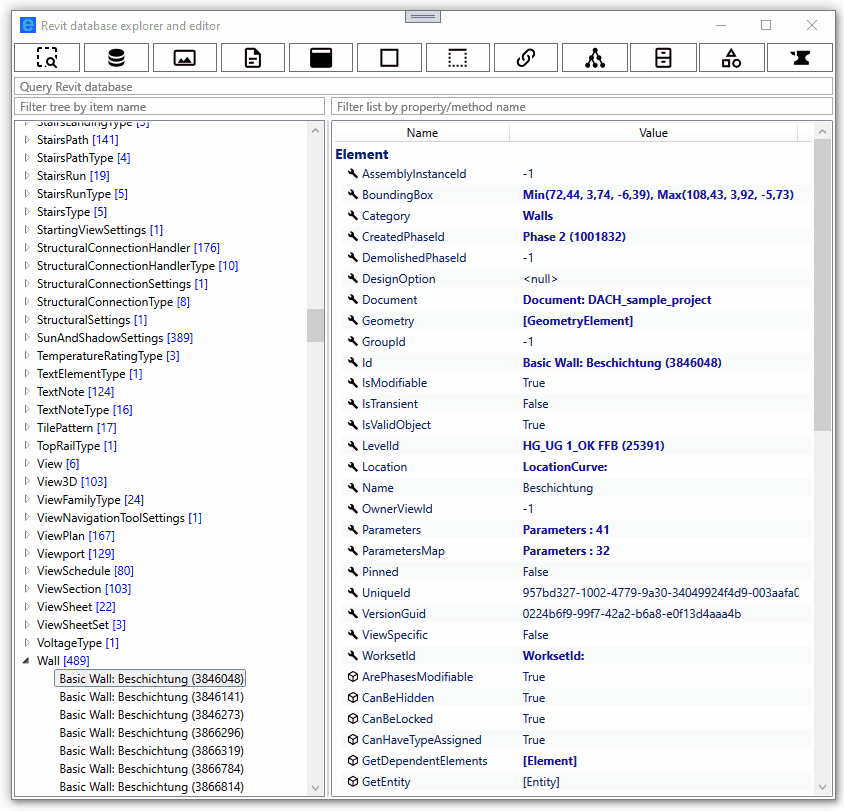 Revit database explorer and editor
Query Revit database
Filter tree by item name
Filter list by property/method name
StairsLandingType [3]
StairsPath [141]
StairsPathType [4]
StairsRun [19]
StairsRunType [5]
StairsType [5]
StartingViewSettings [1]
StructuralConnectionHandler [176]
StructuralConnectionHandlerType [10]
StructuralConnectionSettings [1]
StructuralConnectionType [8]
StructuralSettings [1]
SunAndShadowSettings [389]
TemperatureRatingType [3]
TextElementType [1]
TextNote [124]
TextNoteType [16]
TilePattern [17]
TopRailType [1]
View [6]
View3D [103]
ViewFamilyType [24]
ViewNavigationToolSettings [1]
ViewPlan [167]
Viewport [129]
ViewSchedule [80]
ViewSection [103]
ViewSheet [22]
ViewSheetSet [3]
VoltageType [1]
Wall [489]
Basic Wall: Beschichtung (3846048)
Basic Wall: Beschichtung (3846141)
Basic Wall: Beschichtung (3846273)
Basic Wall: Beschichtung (3866296)
Basic Wall: Beschichtung (3866319)
Basic Wall: Beschichtung (3866784)
Basic Wall: Beschichtung (3866814)
Name Value
Element
AssemblyInstanceId -1
BoundingBox Min(72,44, 3,74, -6,39), Max(108,43, 3,92, -5,73)
Category Walls
CreatedPhaseId Phase 2 (1001832)
DemolishedPhaseId -1
DesignOption <null>
Document Document: DACH_sample_project
Geometry [GeometryElement]
GroupId -1
Id Basic Wall: Beschichtung (3846048)
IsModifiable True
IsTransient False
IsValidObject True
LevelId HG_UG 1_OK FFB (25391)
Location LocationCurve:
Name Beschichtung
OwnerViewId -1
Parameters Parameters : 41
ParametersMap Parameters : 32
Pinned False
UniqueId 957bd327-1002-4779-9a30-34049924f4d9-003aafa0
VersionGuid 0224b6f9-99f7-42a2-b6a8-e0f13d4aaa4b
ViewSpecific False
WorksetId WorksetId:
ArePhasesModifiable True
CanBeHidden True
CanBeLocked True
CanHaveTypeAssigned True
GetDependentElements [Element]
GetEntity [Entity]